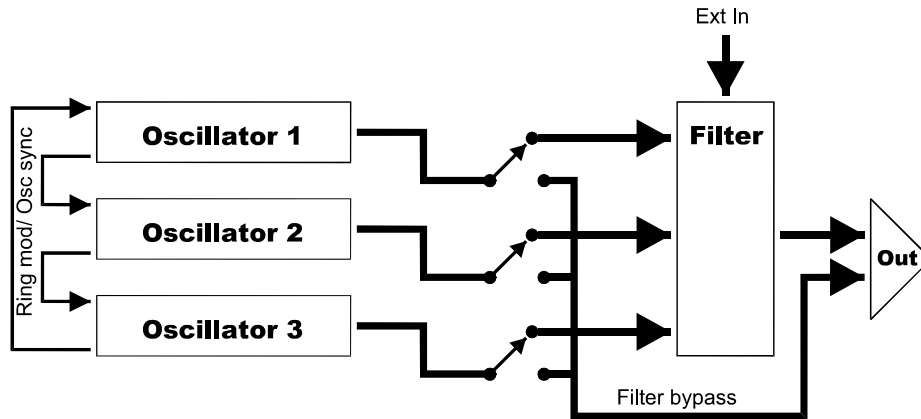 Ext In
Oscillator 1
Filter
Ring mod/ Osc sync
Oscillator 2
Out
Oscillator 3
Filter bypass